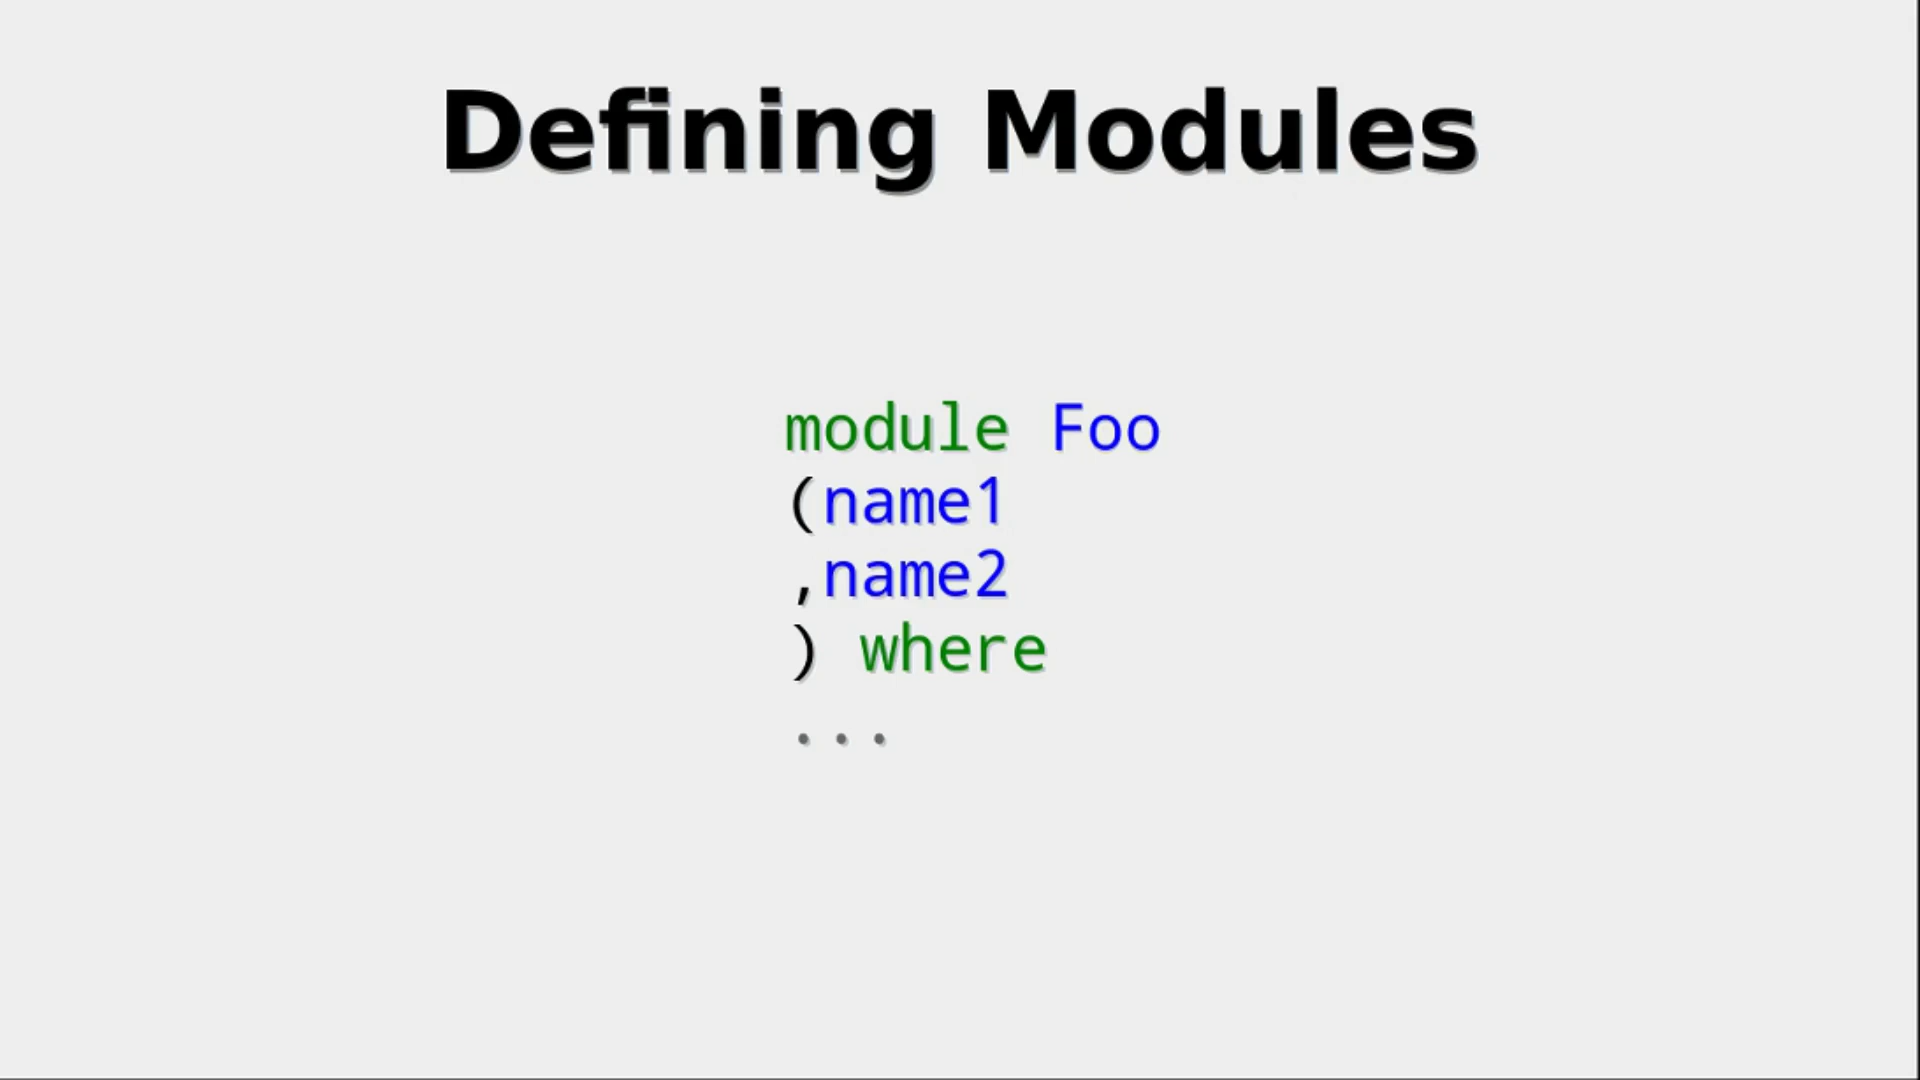 Defining Modules
module Foo
(name1
,name2
) where
...